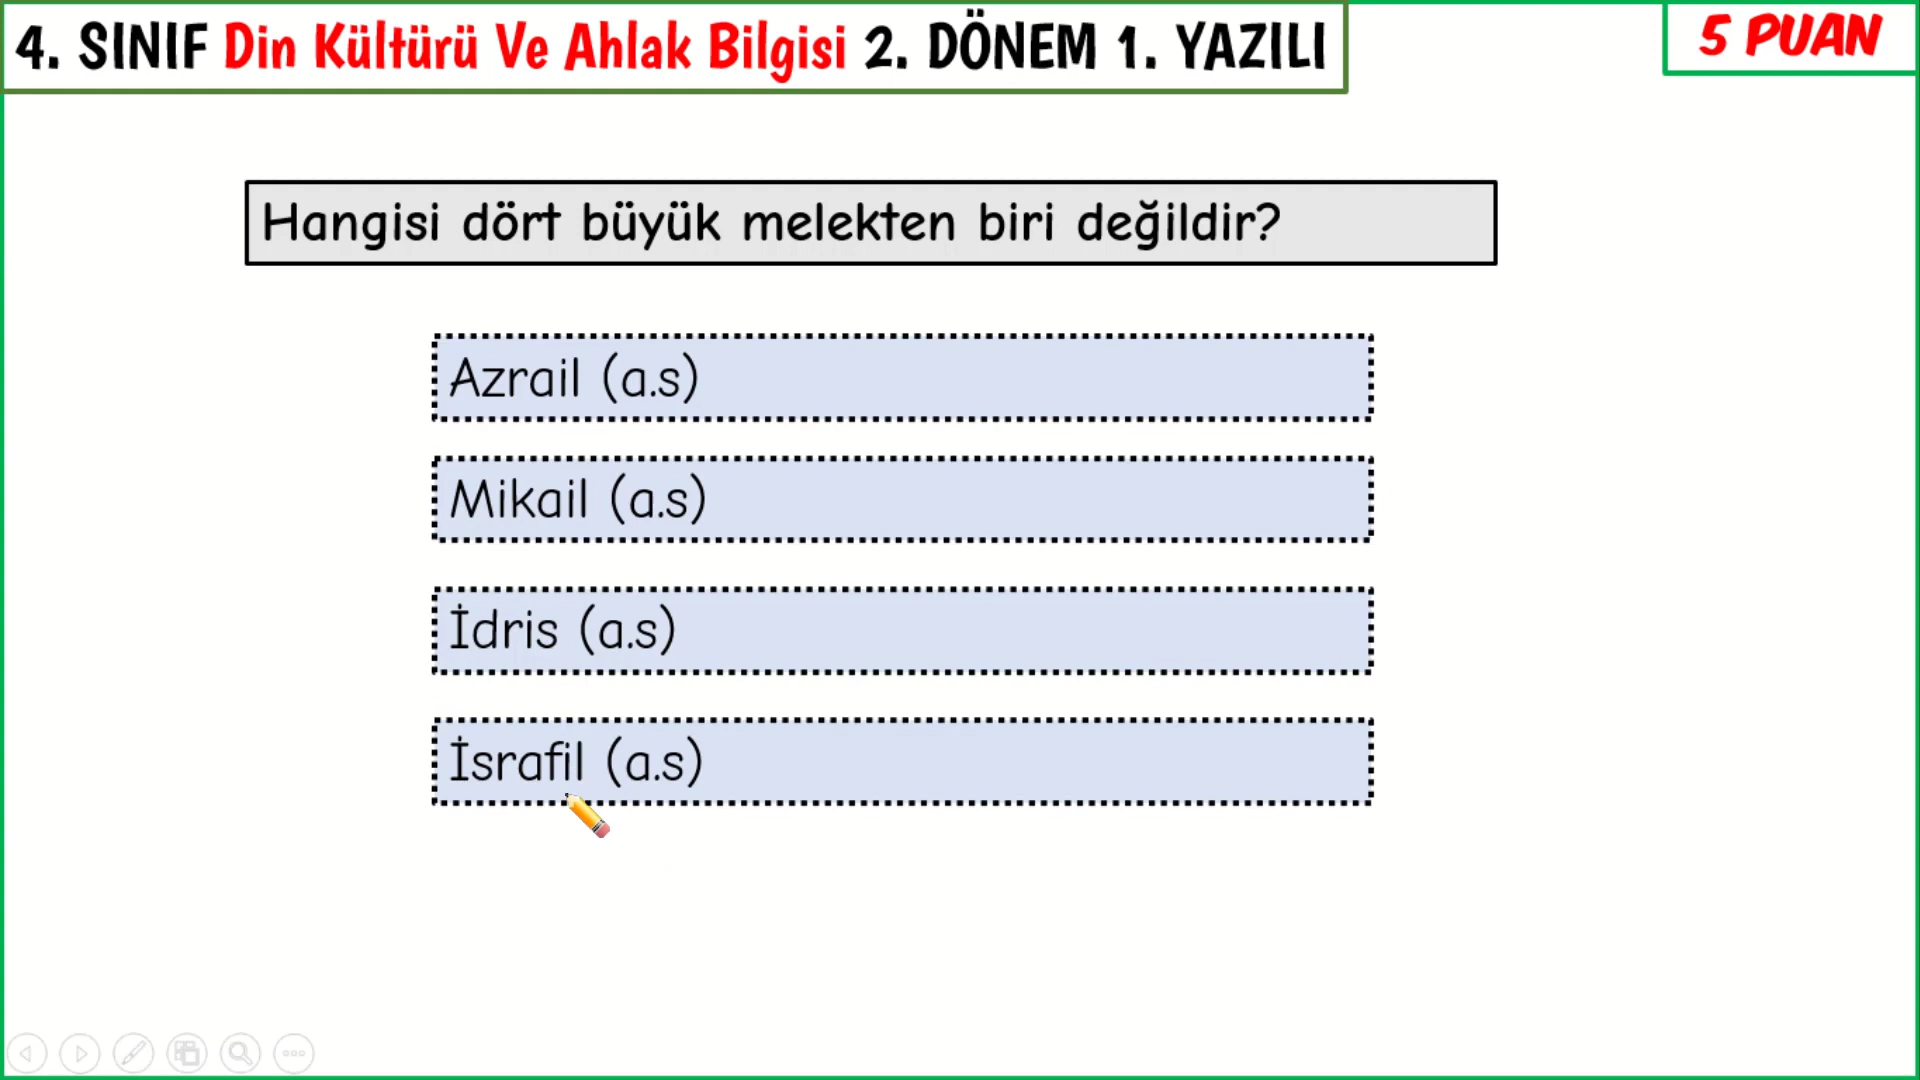 4. SINIF Din Kültürü Ve Ahlak Bilgisi 2. DÖNEM 1. YAZILI
5 PUAN
Hangisi dört büyük melekten biri değildir?
Azrail (a.s)
Mikail (a.s)
İdris (a.s)
İsrafil (a.s)